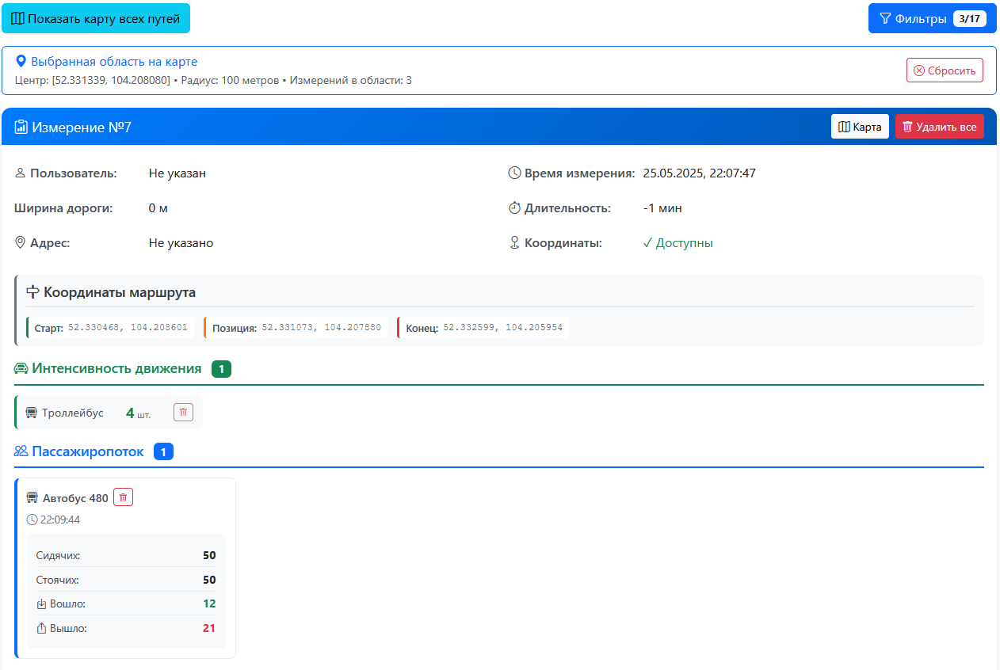 Показать карту всех путей
Фильтры 3/17
Выбранная область на карте
Центр: [52.331339, 104.208080] • Радиус: 100 метров • Измерений в области: 3
Сбросить
Измерение №7
Карта
Удалить все
Пользователь: Не указан
Время измерения: 25.05.2025, 22:07:47
Ширина дороги: 0 м
Длительность: -1 мин
Адрес: Не указано
Координаты: ✓ Доступны
Координаты маршрута
Старт: 52.330468, 104.208601 Позиция: 52.331073, 104.207880 Конец: 52.332599, 104.205954
Интенсивность движения 1
Троллейбус 4 шт.
Пассажиропоток 1
Автобус 480
22:09:44
Сидячих: 50
Стоячих: 50
Вошло: 12
Вышло: 21